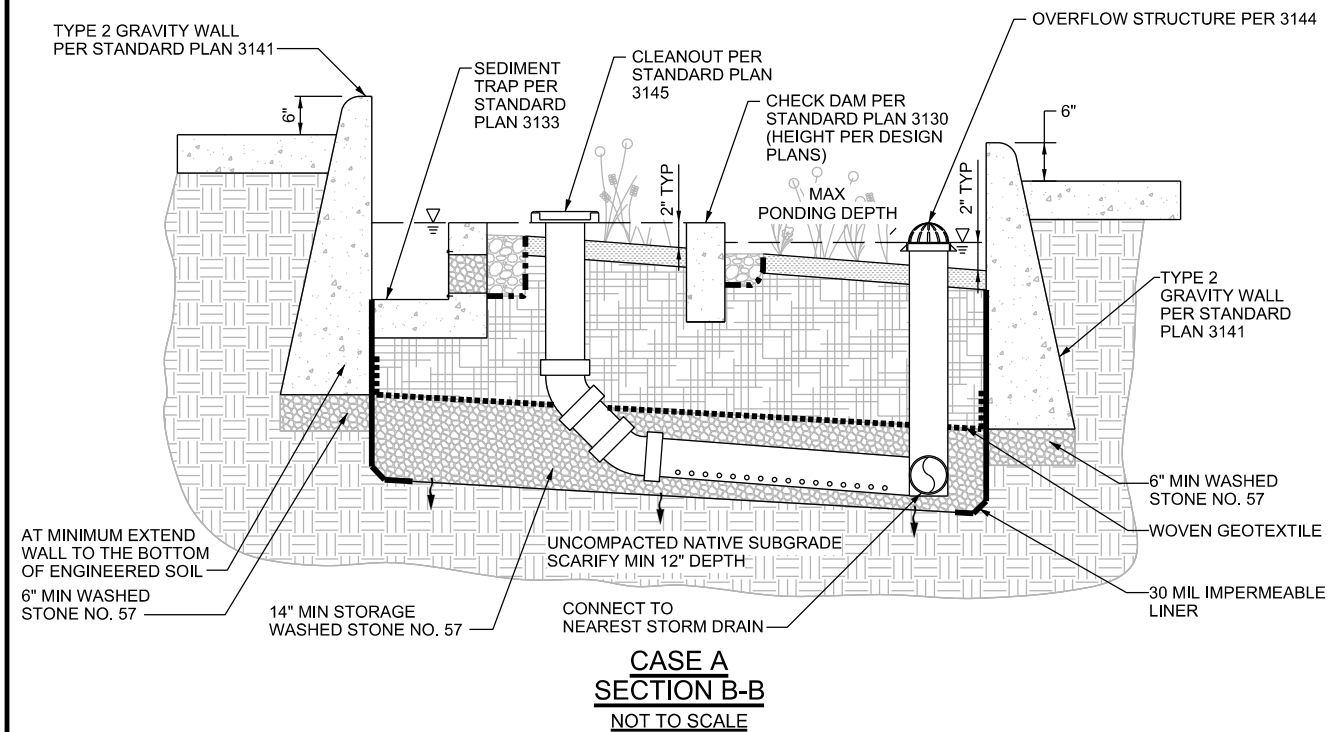 TYPE 2 GRAVITY WALL
PER STANDARD PLAN 3141
6"
SEDIMENT
TRAP PER
STANDARD
PLAN 3133
CLEANOUT PER
STANDARD PLAN
3145
2" TYP
CHECK DAM PER
STANDARD PLAN 3130
(HEIGHT PER DESIGN
PLANS)
MAX
PONDING DEPTH
OVERFLOW STRUCTURE PER 3144
2" TYP
6"
TYPE 2
GRAVITY WALL
PER STANDARD
PLAN 3141
AT MINIMUM EXTEND
WALL TO THE BOTTOM
OF ENGINEERED SOIL
6" MIN WASHED
STONE NO. 57
14" MIN STORAGE
WASHED STONE NO. 57
UNCOMPACTED NATIVE SUBGRADE
SCARIFY MIN 12" DEPTH
CONNECT TO
NEAREST STORM DRAIN
6" MIN WASHED
STONE NO. 57
WOVEN GEOTEXTILE
30 MIL IMPERMEABLE
LINER
CASE A
SECTION B-B
NOT TO SCALE